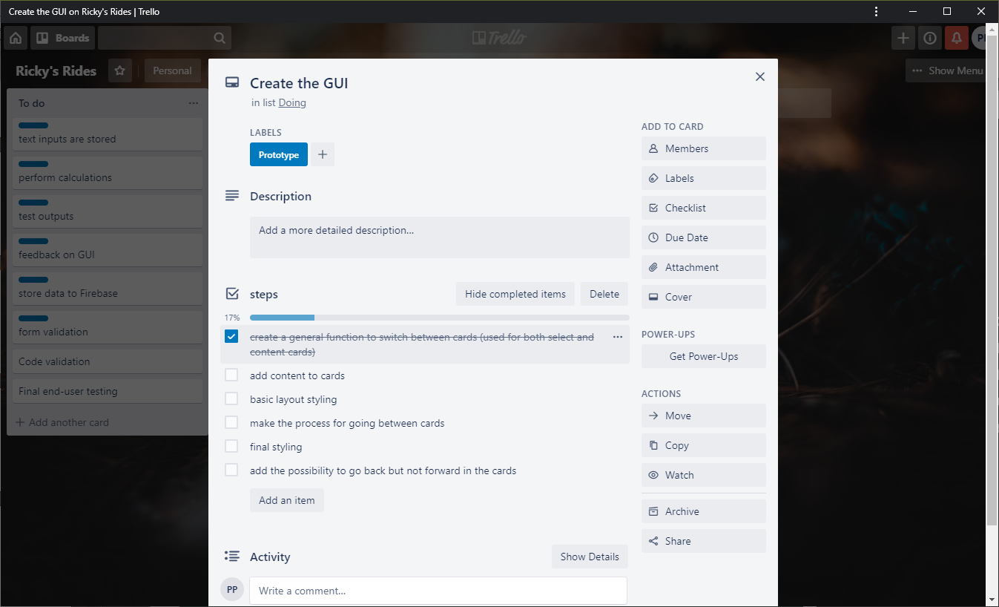 Create the GUI on Ricky's Rides | Trello
Boards
Trello
Ricky's Rides
Personal
Show Menu
To do
text inputs are stored
perform calculations
test outputs
feedback on GUI
store data to Firebase
form validation
Code validation
Final end-user testing
Add another card
Create the GUI
in list Doing
LABELS
Prototype
Description
Add a more detailed description...
steps
Hide completed items
Delete
17%
create a general function to switch between cards (used for both select and
content cards)
add content to cards
basic layout styling
make the process for going between cards
final styling
add the possibility to go back but not forward in the cards
Add an item
Activity
Show Details
PP
Write a comment...
ADD TO CARD
Members
Labels
Checklist
Due Date
Attachment
Cover
POWER-UPS
Get Power-Ups
ACTIONS
Move
Copy
Watch
Archive
Share